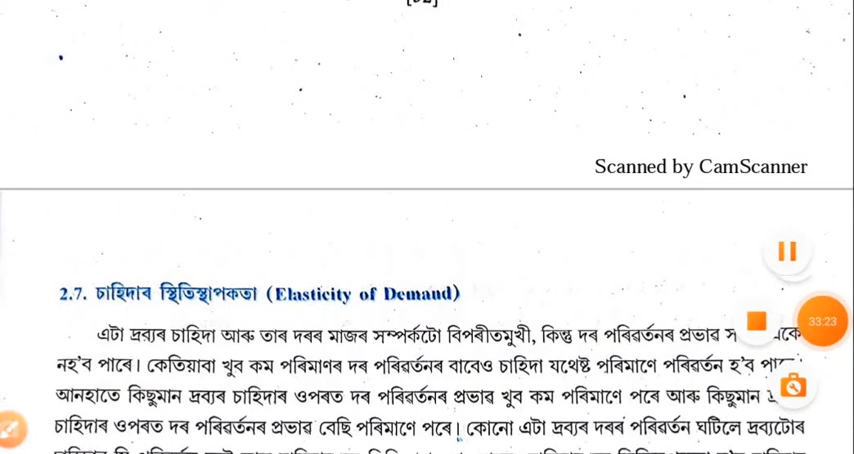 Scanned by CamScanner
2.7. চাহিদাৰ স্থিতিস্থাপকতা (Elasticity of Demand)
এটা দ্ৰব্যৰ চাহিদা আৰু তাৰ দৰৰ মাজৰ সম্পৰ্কটো বিপৰীতমুখী, কিন্তু দৰ পৰিৱৰ্তনৰ প্ৰভাৱ
33:23
নহ'ব পাৰে। কেতিয়াবা খুব কম পৰিমাণৰ দৰ পৰিৱৰ্তনৰ বাবেও চাহিদা যথেষ্ট পৰিমাণে পৰিৱৰ্তন হ'ব
আনহাতে কিছুমান দ্ৰব্যৰ চাহিদাৰ ওপৰত দৰ পৰিৱৰ্তনৰ প্ৰভাৱ খুব কম পৰিমাণে পৰে আৰু কিছুমান
চাহিদাৰ ওপৰত দৰ পৰিৱৰ্তনৰ প্ৰভাৱ বেছি পৰিমাণে পৰে। কোনো এটা দ্ৰব্যৰ দৰৰ পৰিৱৰ্তন ঘটিলে দ্ৰব্যটোৰ